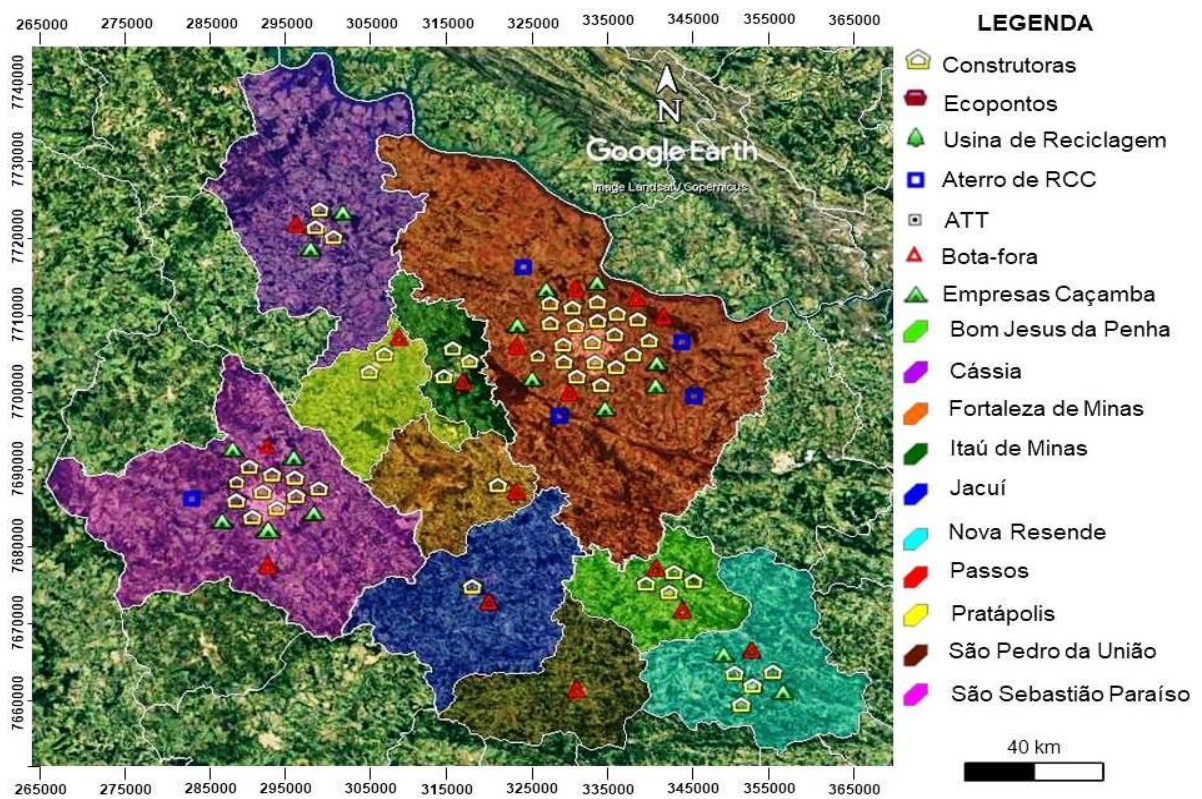 265000 275000 285000 295000 305000 315000 325000 335000 345000 355000 365000
7740000
7730000
7720000
7710000
7700000
7690000
7680000
7670000
7660000
N
Google Earth
Image Landsat / Copernicus
265000 275000 285000 295000 305000 315000 325000 335000 345000 355000 365000
LEGENDA
Construtoras
Ecopontos
Usina de Reciclagem
Aterro de RCC
ATT
Bota-fora
Empresas Caçamba
Bom Jesus da Penha
Cássia
Fortaleza de Minas
Itaú de Minas
Jacuí
Nova Resende
Passos
Pratápolis
São Pedro da União
São Sebastião Paraíso
40 km